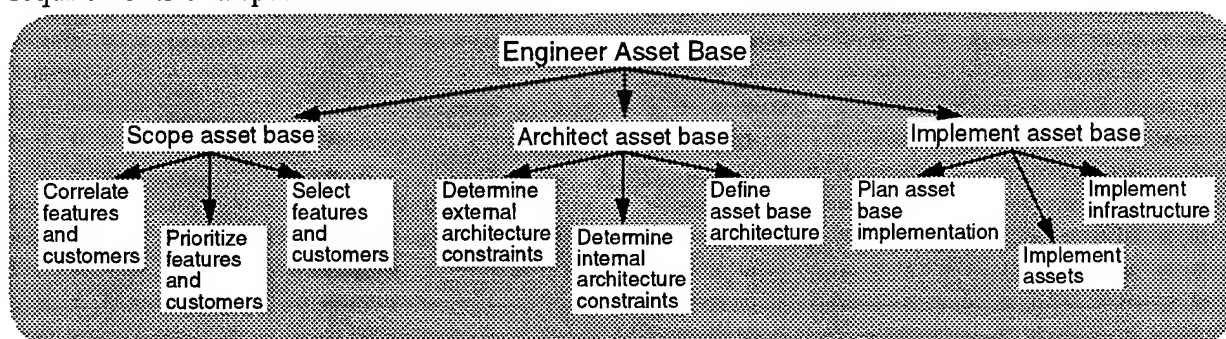 Engineer Asset Base
Scope asset base
Architect asset base
Implement asset base
Correlate
features
and
customers
Prioritize
features
and
customers
Select
features
and
customers
Determine
external
architecture
constraints
Determine
internal
architecture
constraints
Define
asset base
architecture
Plan asset
base
implementation
Implement
assets
Implement
infrastructure